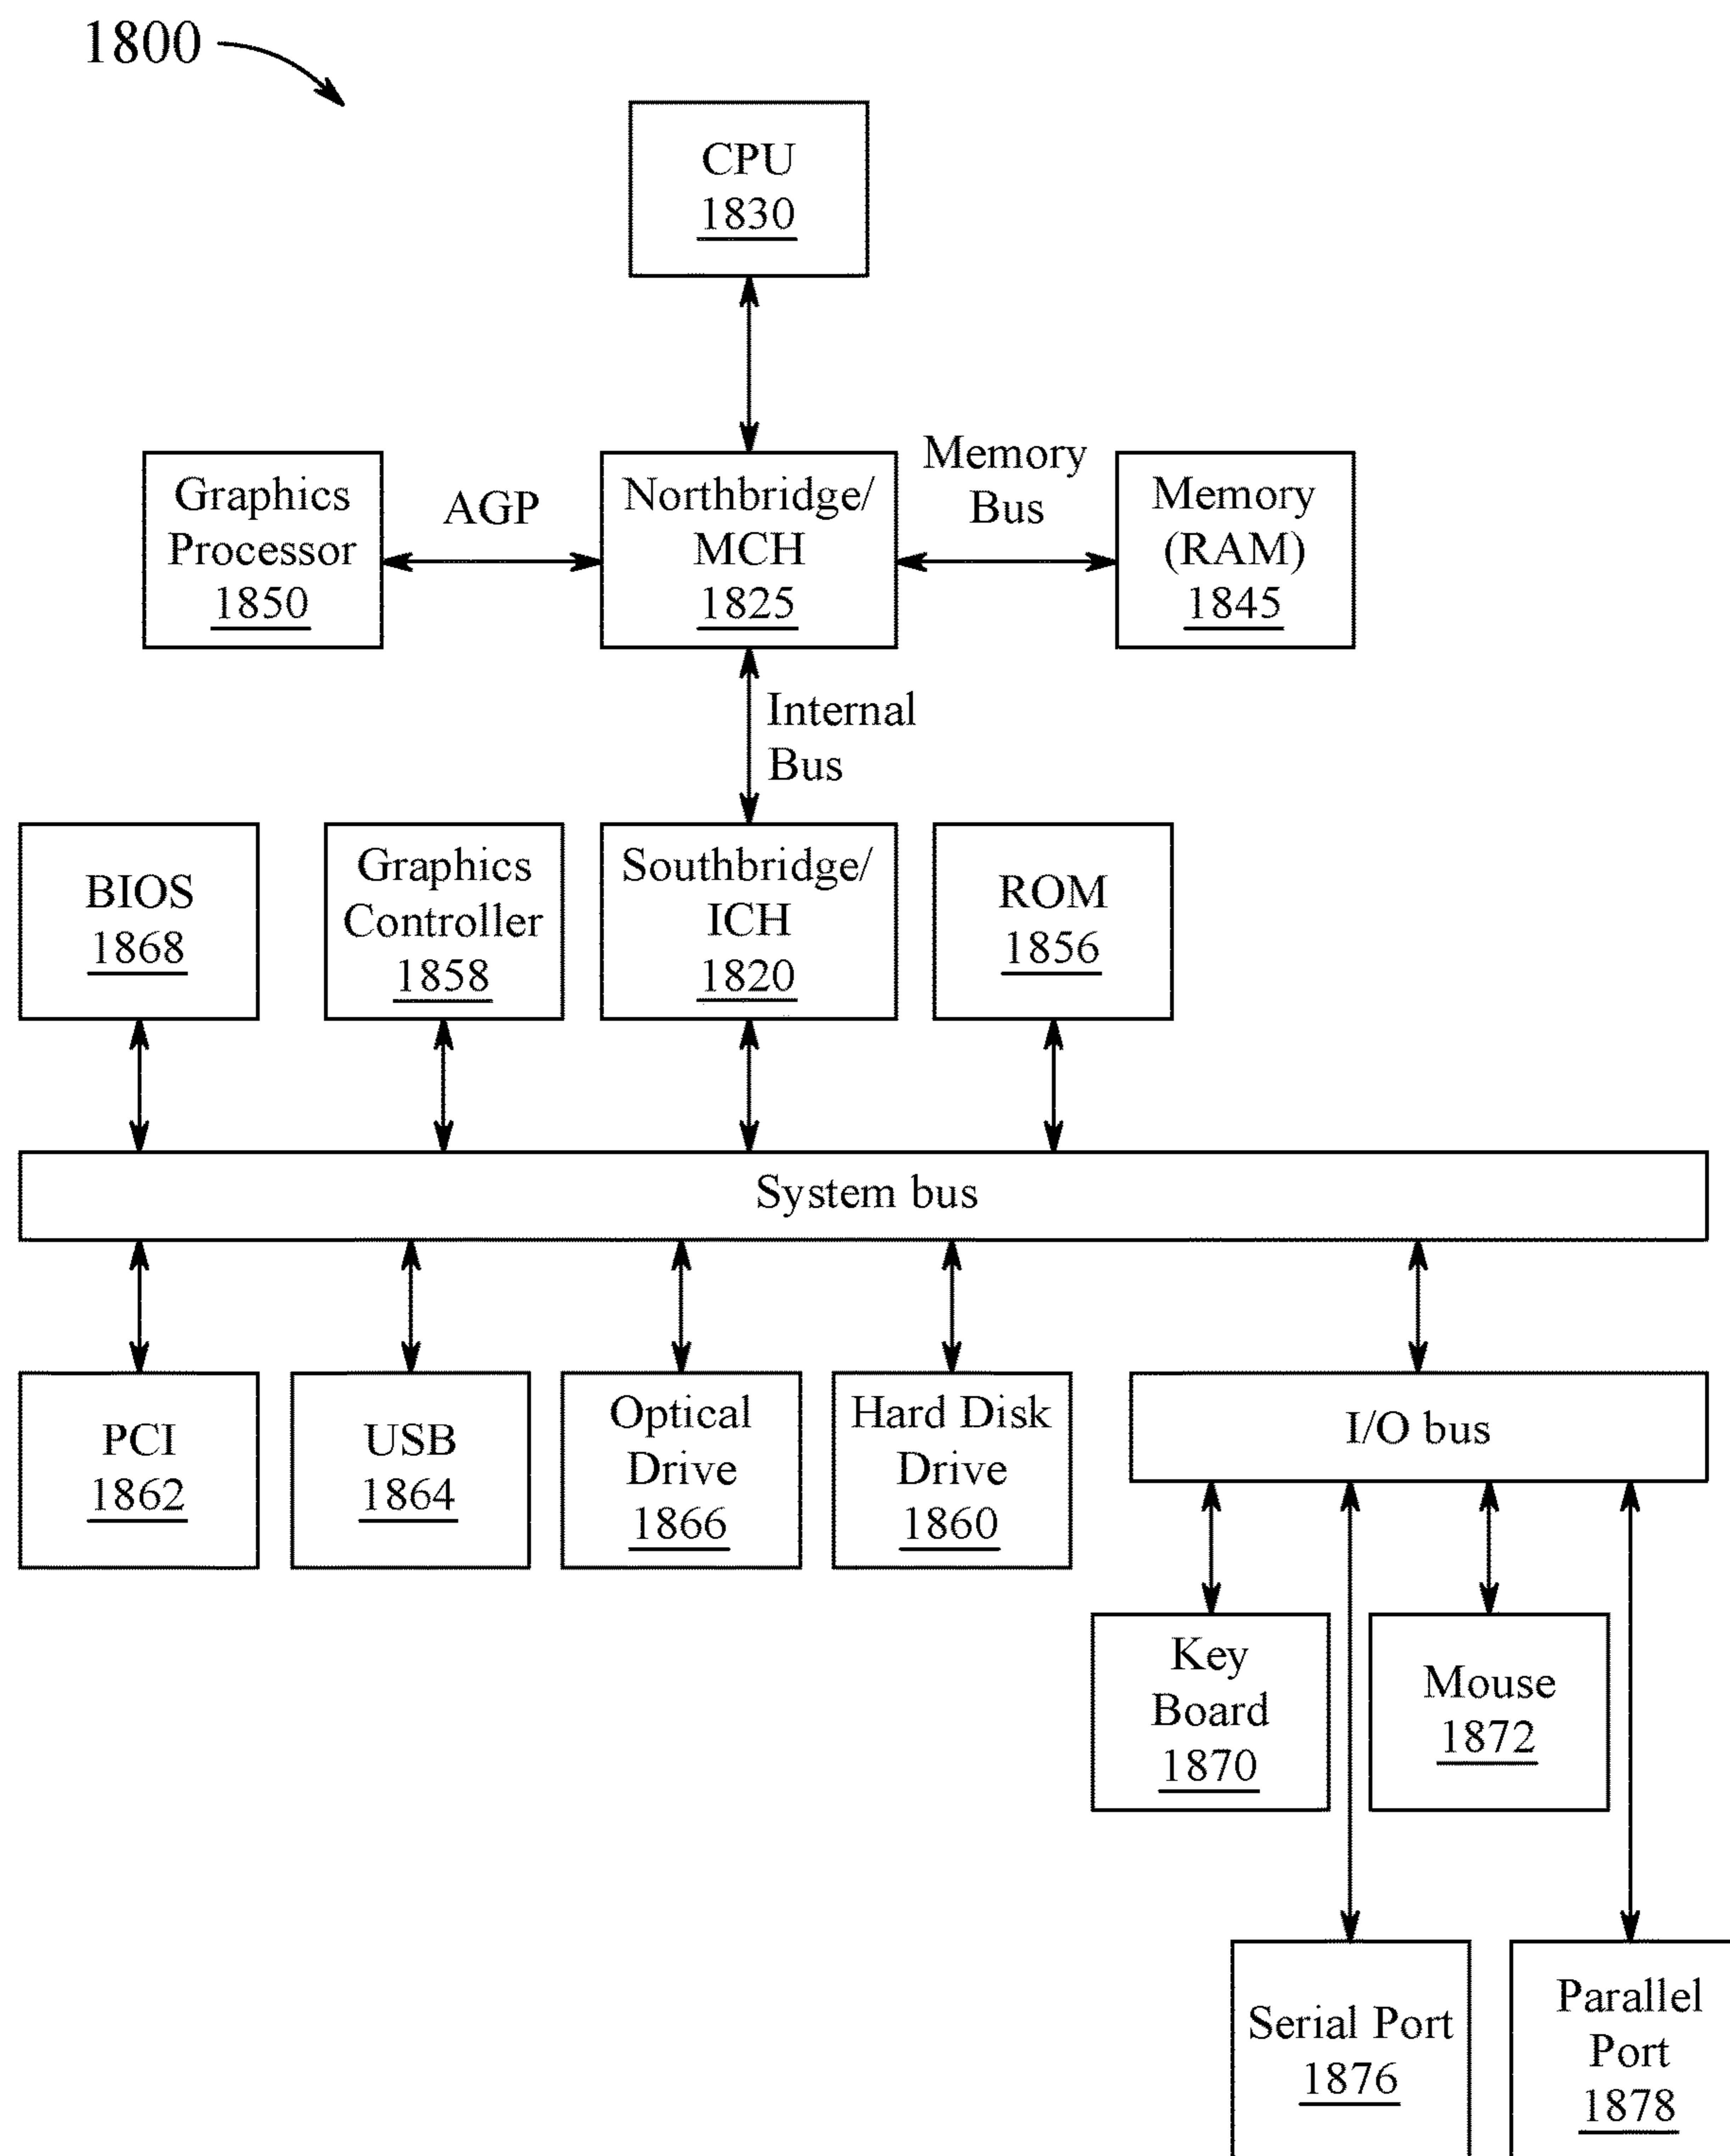 1800
CPU
1830
Graphics
Processor
1850
AGP
Northbridge/
MCH
1825
Memory
Bus
Memory
(RAM)
1845
Internal
Bus
BIOS
1868
Graphics
Controller
1858
Southbridge/
ICH
1820
ROM
1856
System bus
PCI
1862
USB
1864
Optical
Drive
1866
Hard Disk
Drive
1860
I/O bus
Key
Board
1870
Mouse
1872
Serial Port
1876
Parallel
Port
1878